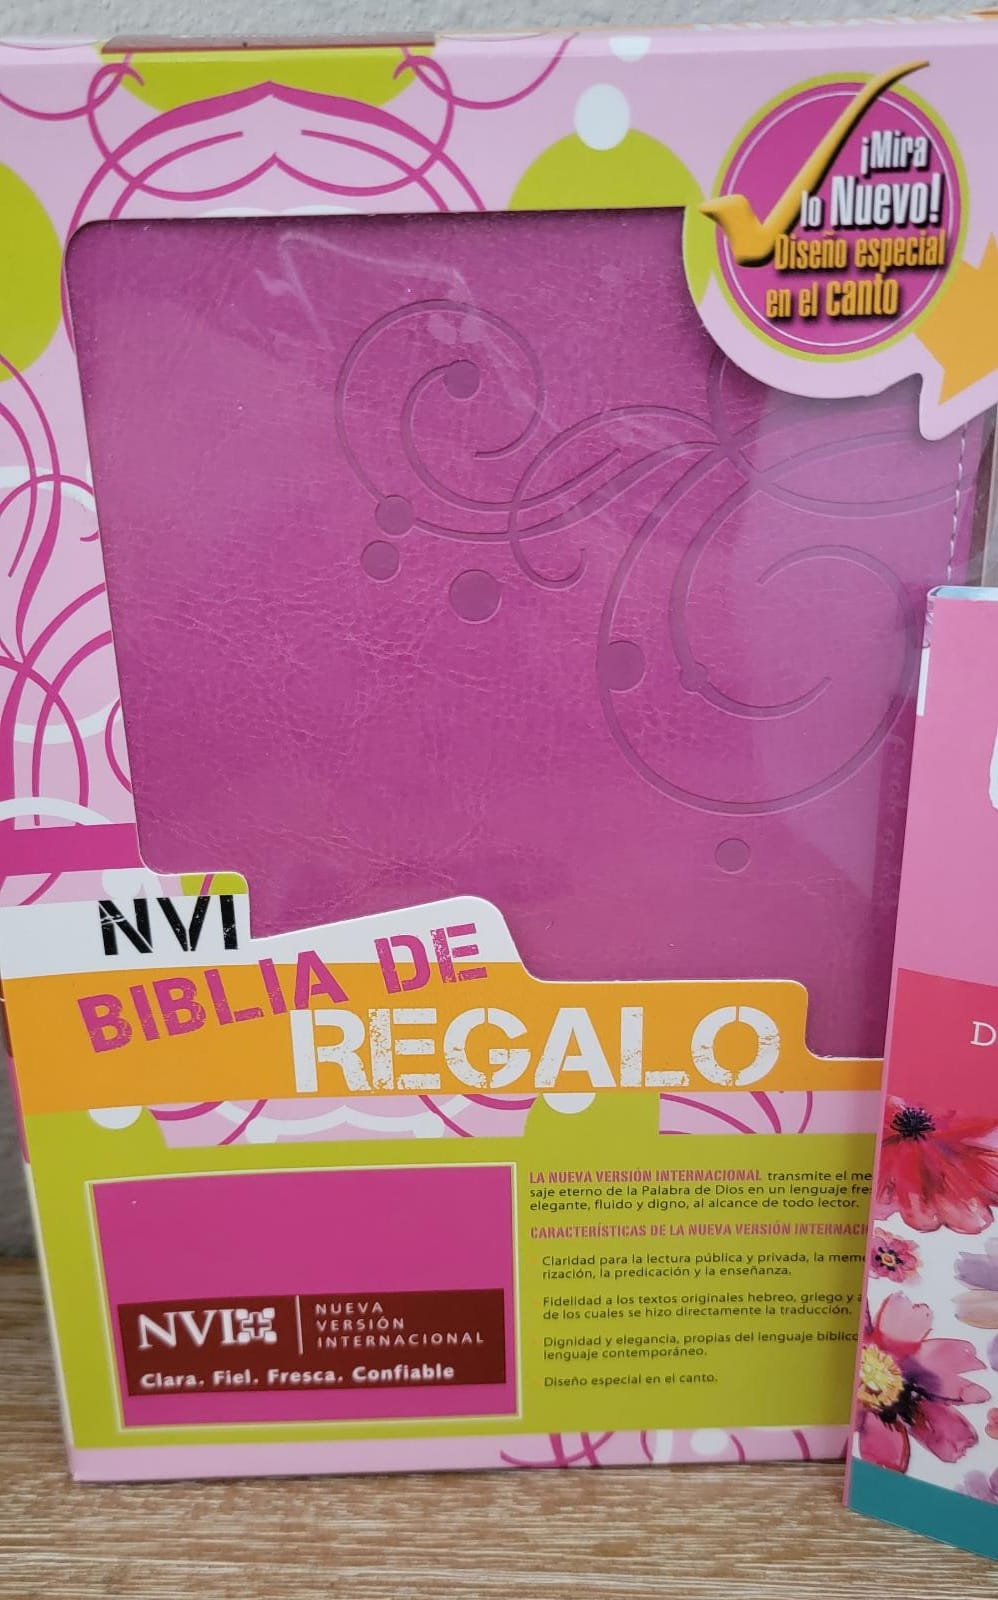 ¡Mira
lo Nuevo!
Diseño especial
en el canto
NVI
BIBLIA DE
REGALO
LA NUEVA VERSIÓN INTERNACIONAL transmite el me
saje eterno de la Palabra de Dios en un lenguaje fre
elegante, fluido y digno, al alcance de todo lector.
CARACTERÍSTICAS DE LA NUEVA VERSIÓN INTERNACI
Claridad para la lectura pública y privada, la mem
rización, la predicación y la enseñanza.
Fidelidad a los textos originales hebreo, griego y a
de los cuales se hizo directamente la traducción.
Dignidad y elegancia, propias del lenguaje bíblico
lenguaje contemporáneo.
Diseño especial en el canto.
NVI
NUEVA
VERSIÓN
INTERNACIONAL
Clara. Fiel. Fresca. Confiable
D